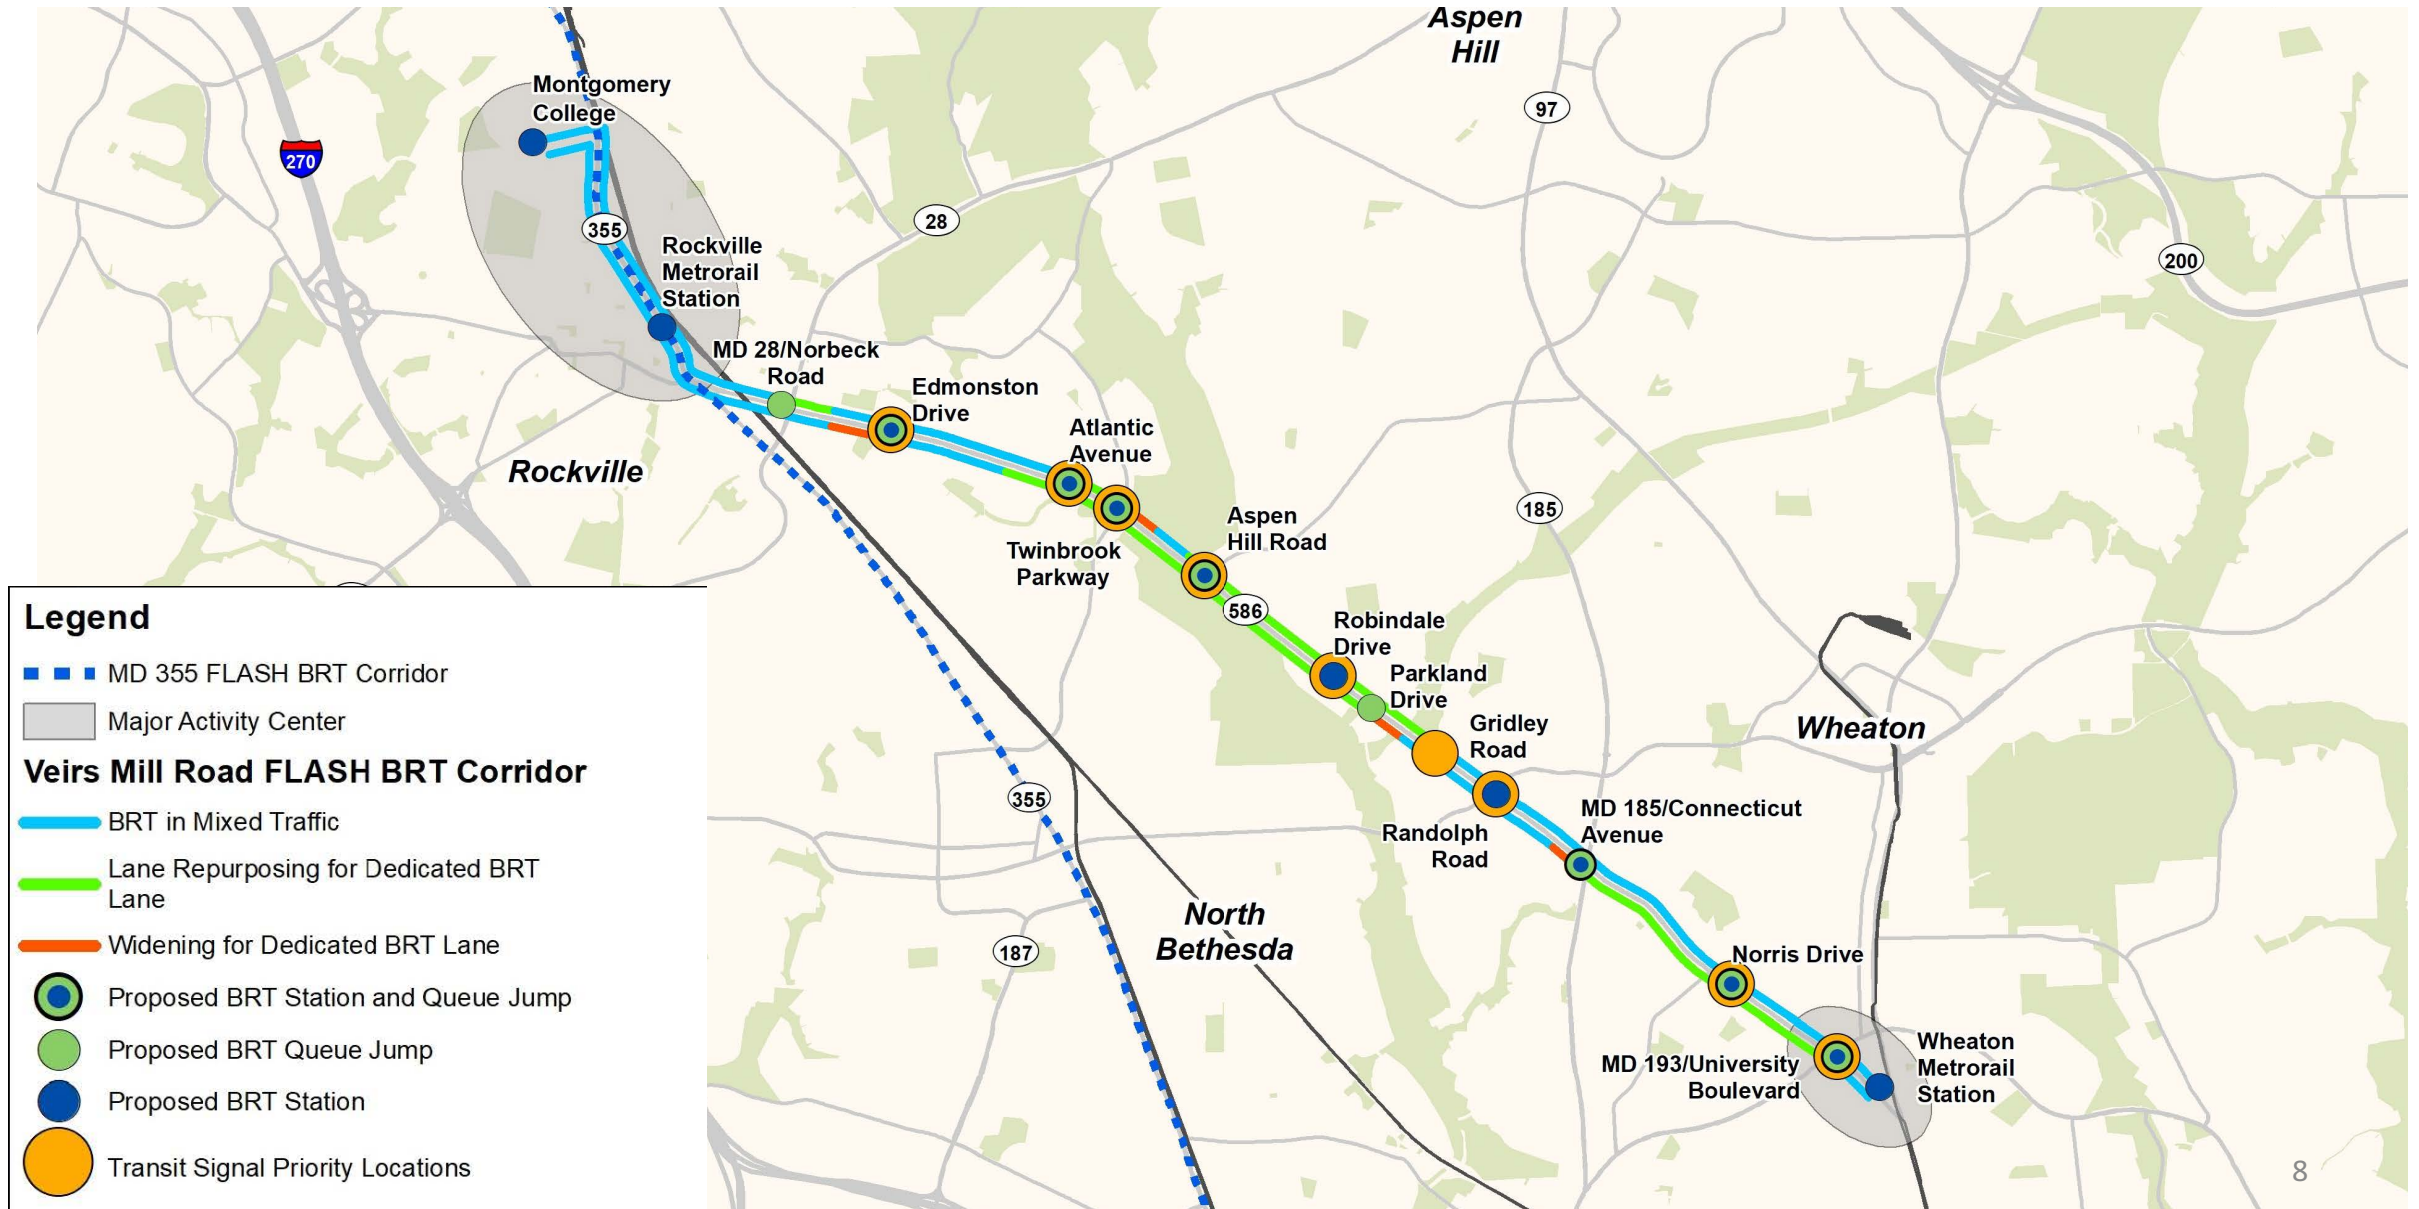 Aspen
Hill
Montgomery
College
97
270
28
355
Rockville
Metrorail
Station
200
MD 28/Norbeck
Road
Edmonston
Drive
Atlantic
Avenue
Rockville
185
Aspen
Hill Road
Twinbrook
Parkway
586
Robindale
Drive
Parkland
Drive
Gridley
Road
Wheaton
355
MD 185/Connecticut
Avenue
Randolph
Road
North
Bethesda
187
Norris Drive
Wheaton
Metrorail
Station
MD 193/University
Boulevard
Legend
MD 355 FLASH BRT Corridor
Major Activity Center
Veirs Mill Road FLASH BRT Corridor
BRT in Mixed Traffic
Lane Repurposing for Dedicated BRT
Lane
Widening for Dedicated BRT Lane
Proposed BRT Station and Queue Jump
Proposed BRT Queue Jump
Proposed BRT Station
Transit Signal Priority Locations
8